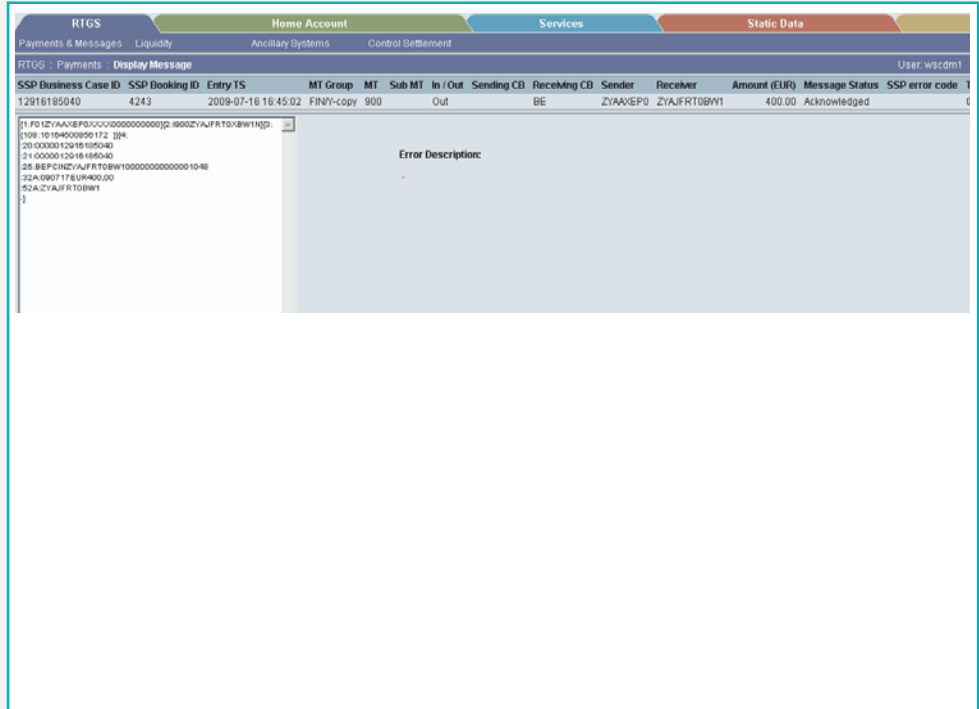 RTGS Home Account Services Static Data
Payments & Messages Liquidity Ancillary Systems Control Settlement
RTGS : Payments : Display Message User: wscdm1
SSP Business Case ID SSP Booking ID Entry TS MT Group MT Sub MT In / Out Sending CB Receiving CB Sender Receiver Amount (EUR) Message Status SSP error code
12916185040 4243 2009-07-16 16:45:02 FIN/Y-copy 900 Out BE ZYAAXEP0 ZYAJFRT0BW1 400.00 Acknowledged
{1:F01ZYAAXEP0XXXX0000000000}{2:I900ZYAJFRT0XBW1N}{3:
{108:16164500856172 }}{4:
:20:0000012916185040
:21:0000012916185040
:25:BEPCINZYAJFRT0BW100000000000001048
:32A:090717EUR400,00
:52A:ZYAJFRT0BW1
-}
Error Description:
-